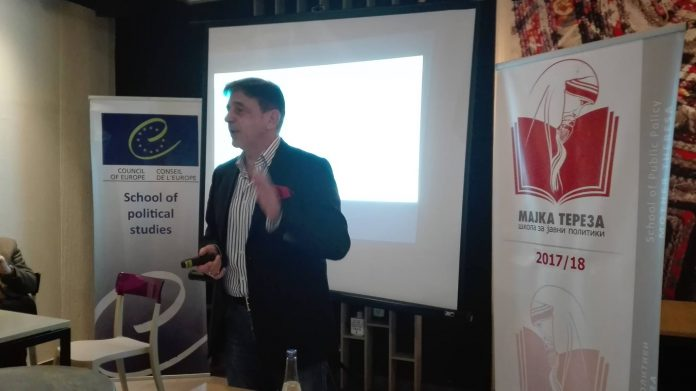 COUNCIL OF EUROPE
CONSEIL DE L'EUROPE
School of
political
studies
МАЈКА ТЕРЕЗА
ШКОЛА ЗА ЈАВНИ ПОЛИТИКИ
2017/18
School of Public Policy